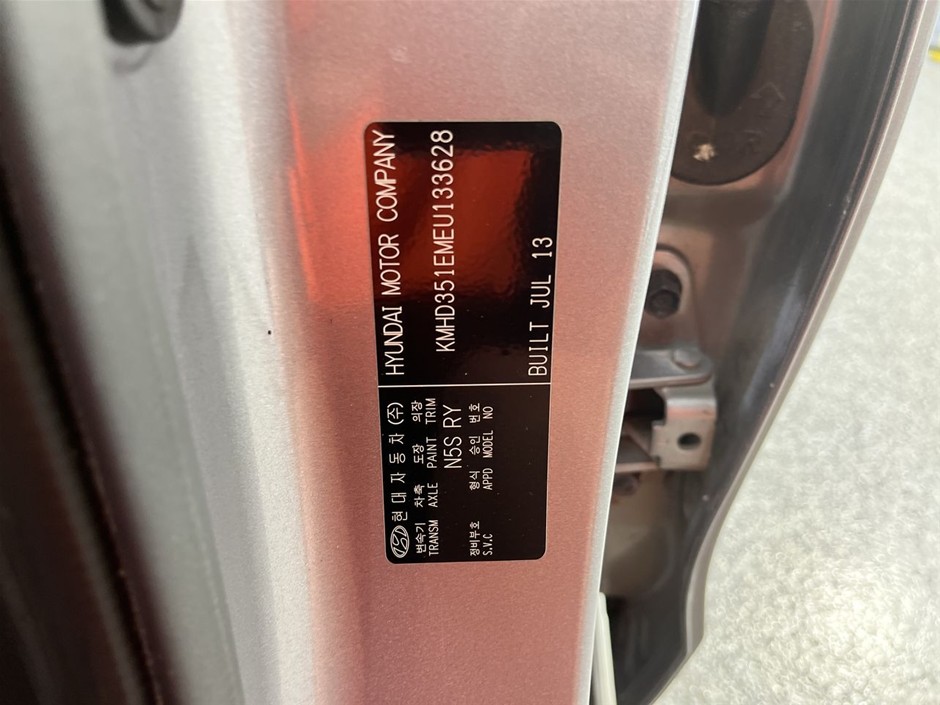 현대자동차(주) HYUNDAI MOTOR COMPANY
변속기 차축 도장 의장
TRANSM AXLE PAINT TRIM
N5S RY KMHD351EMEU133628
정비부호 형식 승인 번호
S.V.C APPD MODEL NO
BUILT JUL 13